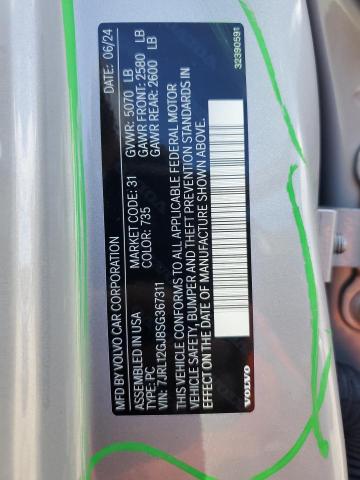 MFD BY VOLVO CAR CORPORATION DATE: 06/24
ASSEMBLED IN USA GVWR: 5070 LB
TYPE: PC MARKET CODE: 31 GAWR FRONT: 2580 LB
VIN: 7JRL12GJ8SG367311 COLOR: 735 GAWR REAR: 2600 LB
THIS VEHICLE CONFORMS TO ALL APPLICABLE FEDERAL MOTOR
VEHICLE SAFETY, BUMPER AND THEFT PREVENTION STANDARDS IN
EFFECT ON THE DATE OF MANUFACTURE SHOWN ABOVE.
VOLVO 32390591